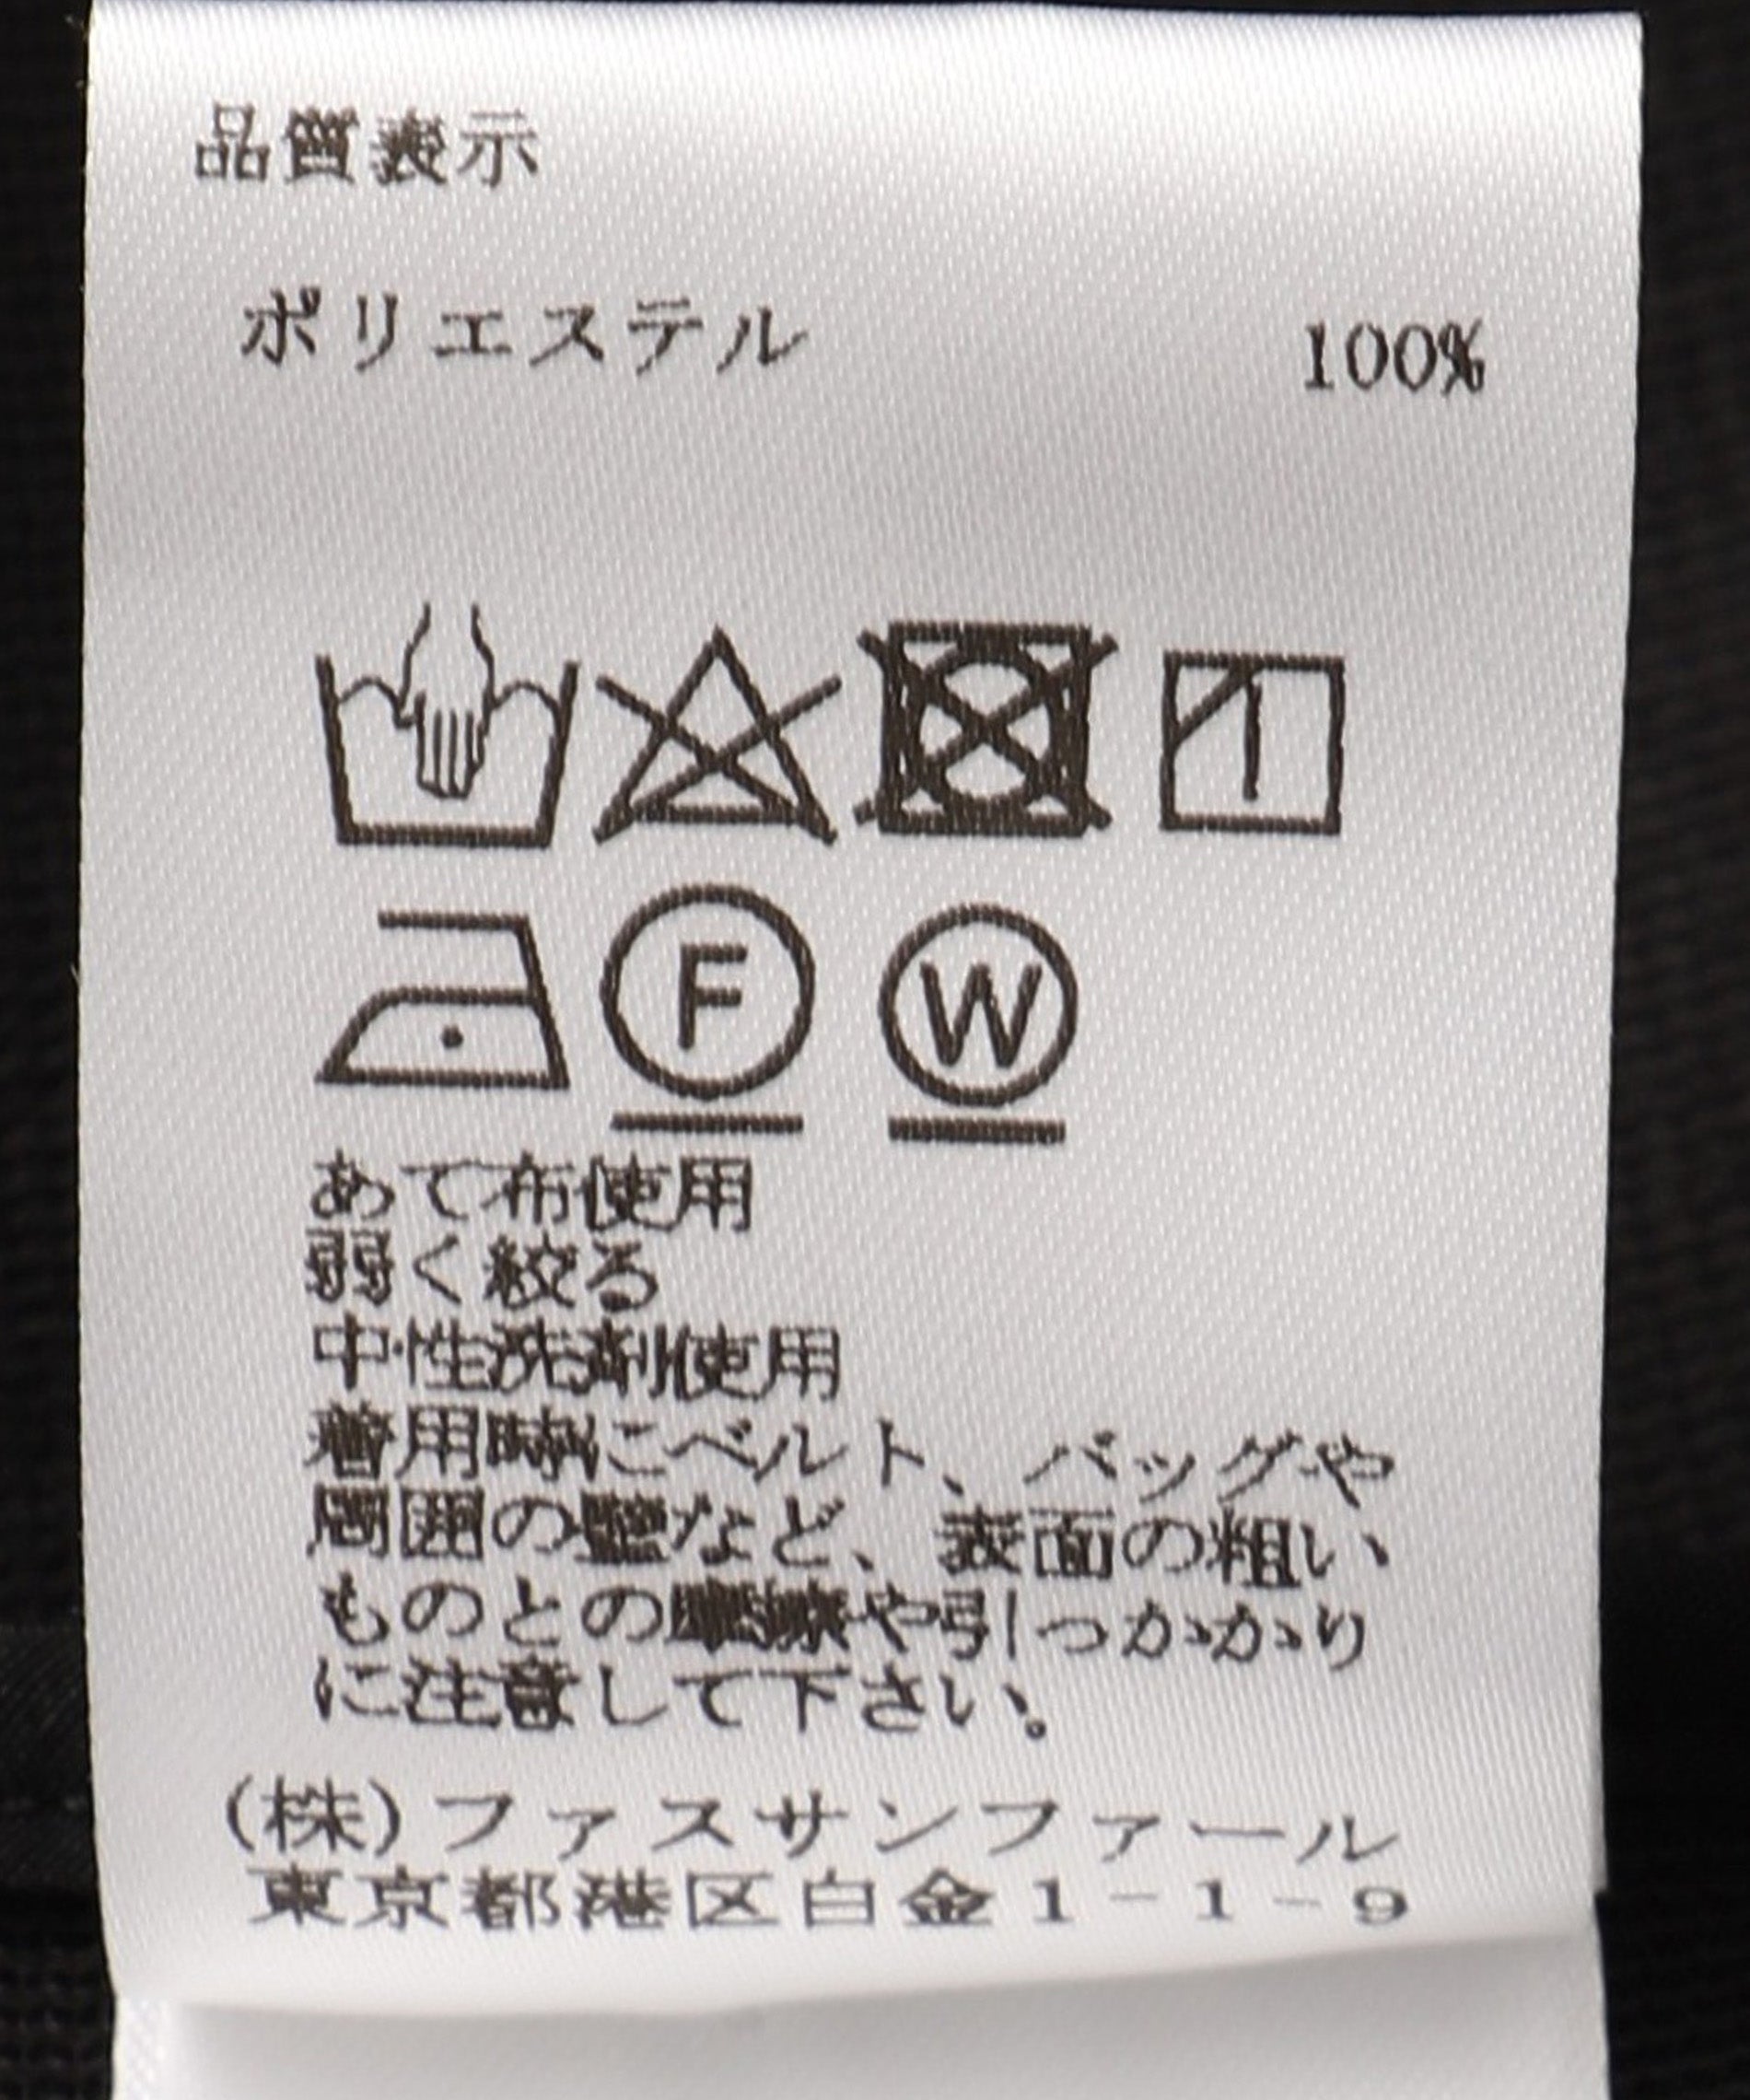 品質表示
ポリエステル 100%
F W
あて布使用
弱く絞る
中性洗剤使用
着用時にベルト、バッグや
周囲の壁など、表面の粗い
ものとの摩擦や引っかかり
に注意して下さい。
(株)ファスサンファール
東京都港区白金1-1-9